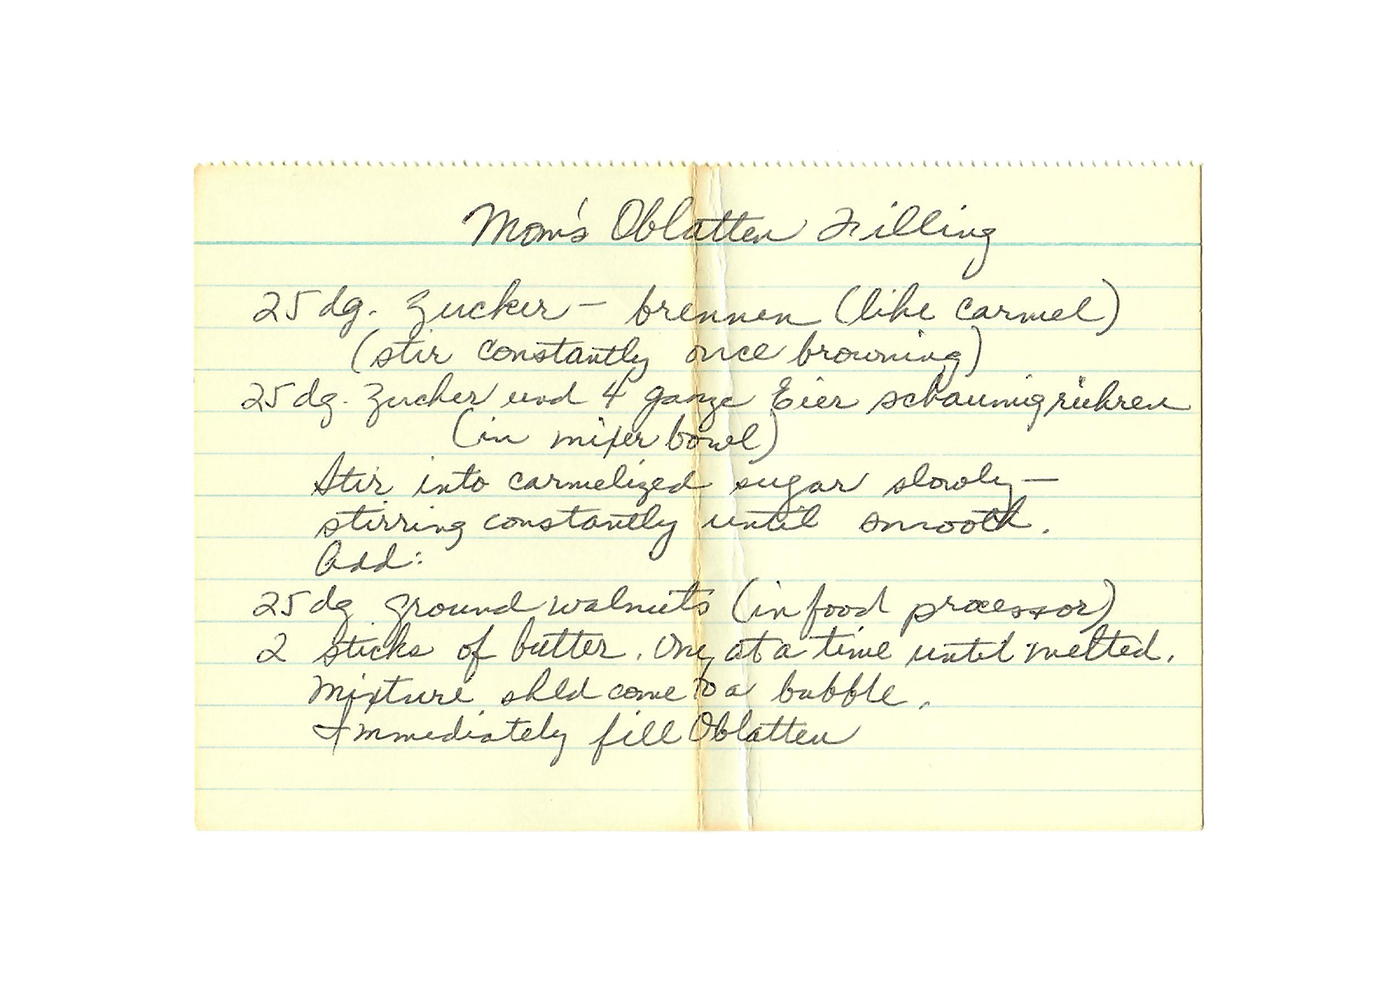 Mom's Oblatten Filling
25 dg. Zucker - brennen (like carmel)
(stir constantly once browning)
25 dg. Zucker und 4 ganze Eier schaumig rühren
(in mixer bowl)
Stir into carmelized sugar slowly -
stirring constantly until smooth.
Add:
25 dg ground walnuts (in food processor)
2 sticks of butter. One at a time until melted.
Mixture shld come to a bubble.
Immediately fill Oblatten